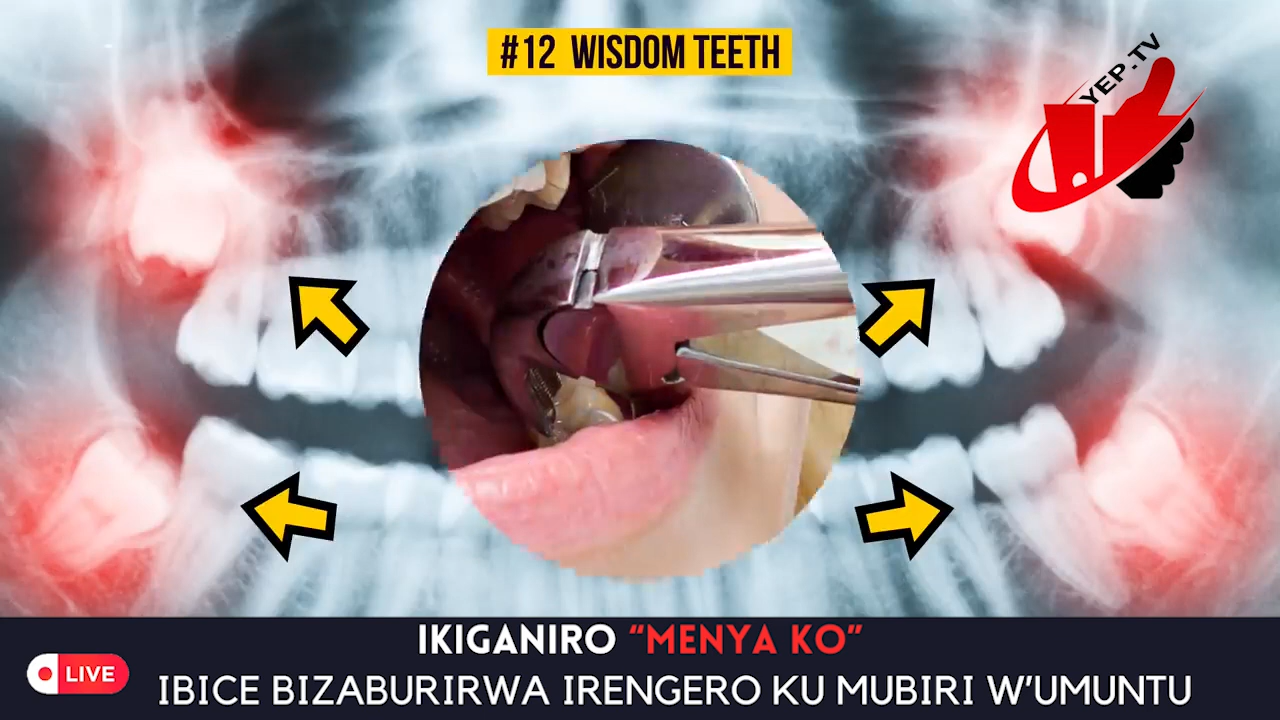 #12 WISDOM TEETH
YEP.TV
IKIGANIRO “MENYA KO”
LIVE
IBICE BIZABURIRWA IRENGERO KU MUBIRI W’UMUNTU